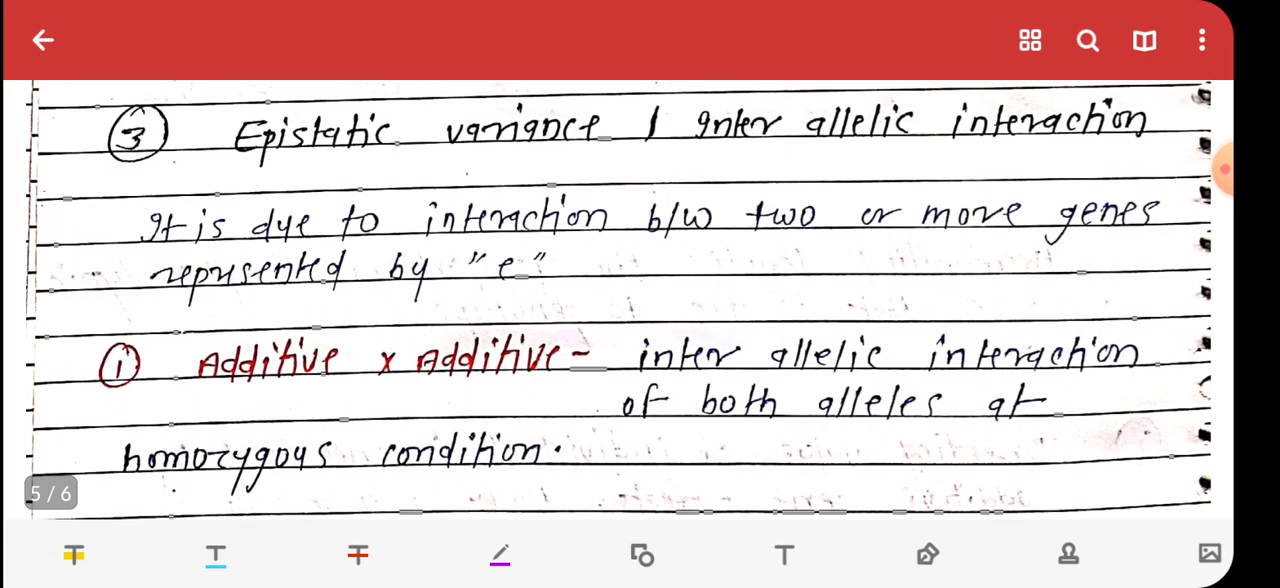 3 Epistatic variance / Inter allelic interaction
It is due to interaction b/w two or more genes
represented by "e"
i Additive x Additive - inter allelic interaction
of both alleles at
homozygous condition.
5 / 6
T T T T